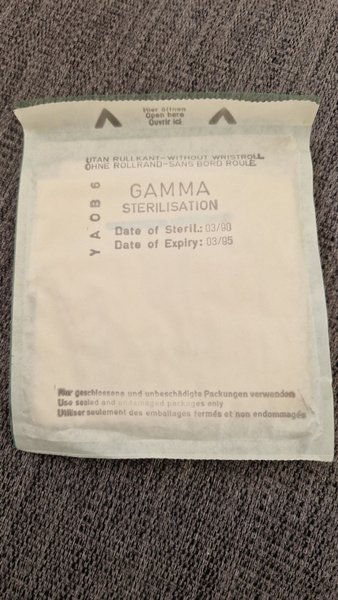 Hier öffnen
Open here
Ouvrir ici
UTAN RULLKANT-WITHOUT WRISTROLL
OHNE ROLLRAND-SANS BORD ROULE
YAOB6
GAMMA
STERILISATION
Date of Steril.: 03/90
Date of Expiry: 03/95
Nur geschlossene und unbeschädigte Packungen verwenden
Use sealed and undamaged packages only
Utiliser seulement des emballages fermés et non endommagés